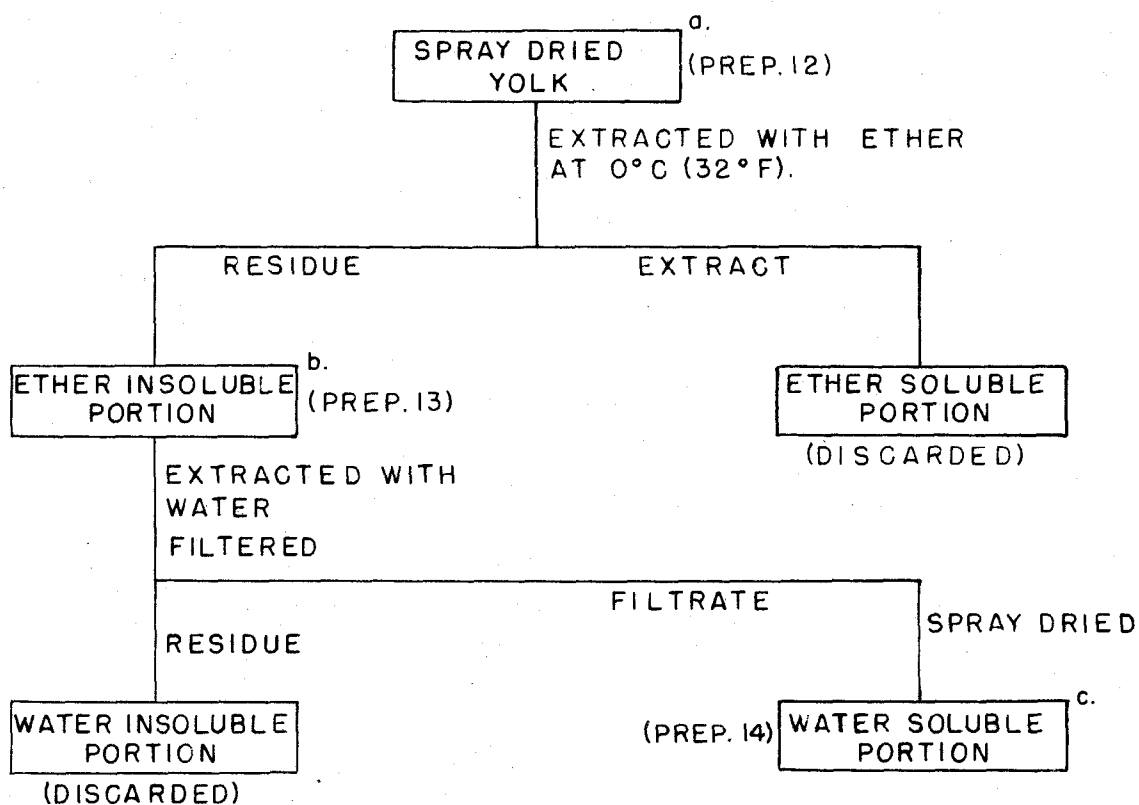 a.
SPRAY DRIED
YOLK
(PREP. 12)
EXTRACTED WITH ETHER
AT 0°C (32°F).
RESIDUE
EXTRACT
b.
ETHER INSOLUBLE
PORTION
(PREP. 13)
ETHER SOLUBLE
PORTION
(DISCARDED)
EXTRACTED WITH
WATER
FILTERED
FILTRATE
SPRAY DRIED
RESIDUE
WATER INSOLUBLE
PORTION
(DISCARDED)
c.
(PREP. 14)
WATER SOLUBLE
PORTION